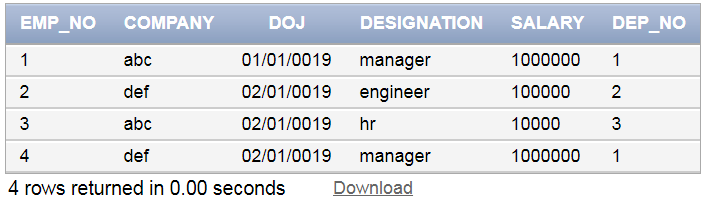 EMP_NO COMPANY DOJ DESIGNATION SALARY DEP_NO
1 abc 01/01/0019 manager 1000000 1
2 def 02/01/0019 engineer 100000 2
3 abc 02/01/0019 hr 10000 3
4 def 02/01/0019 manager 1000000 1
4 rows returned in 0.00 seconds Download